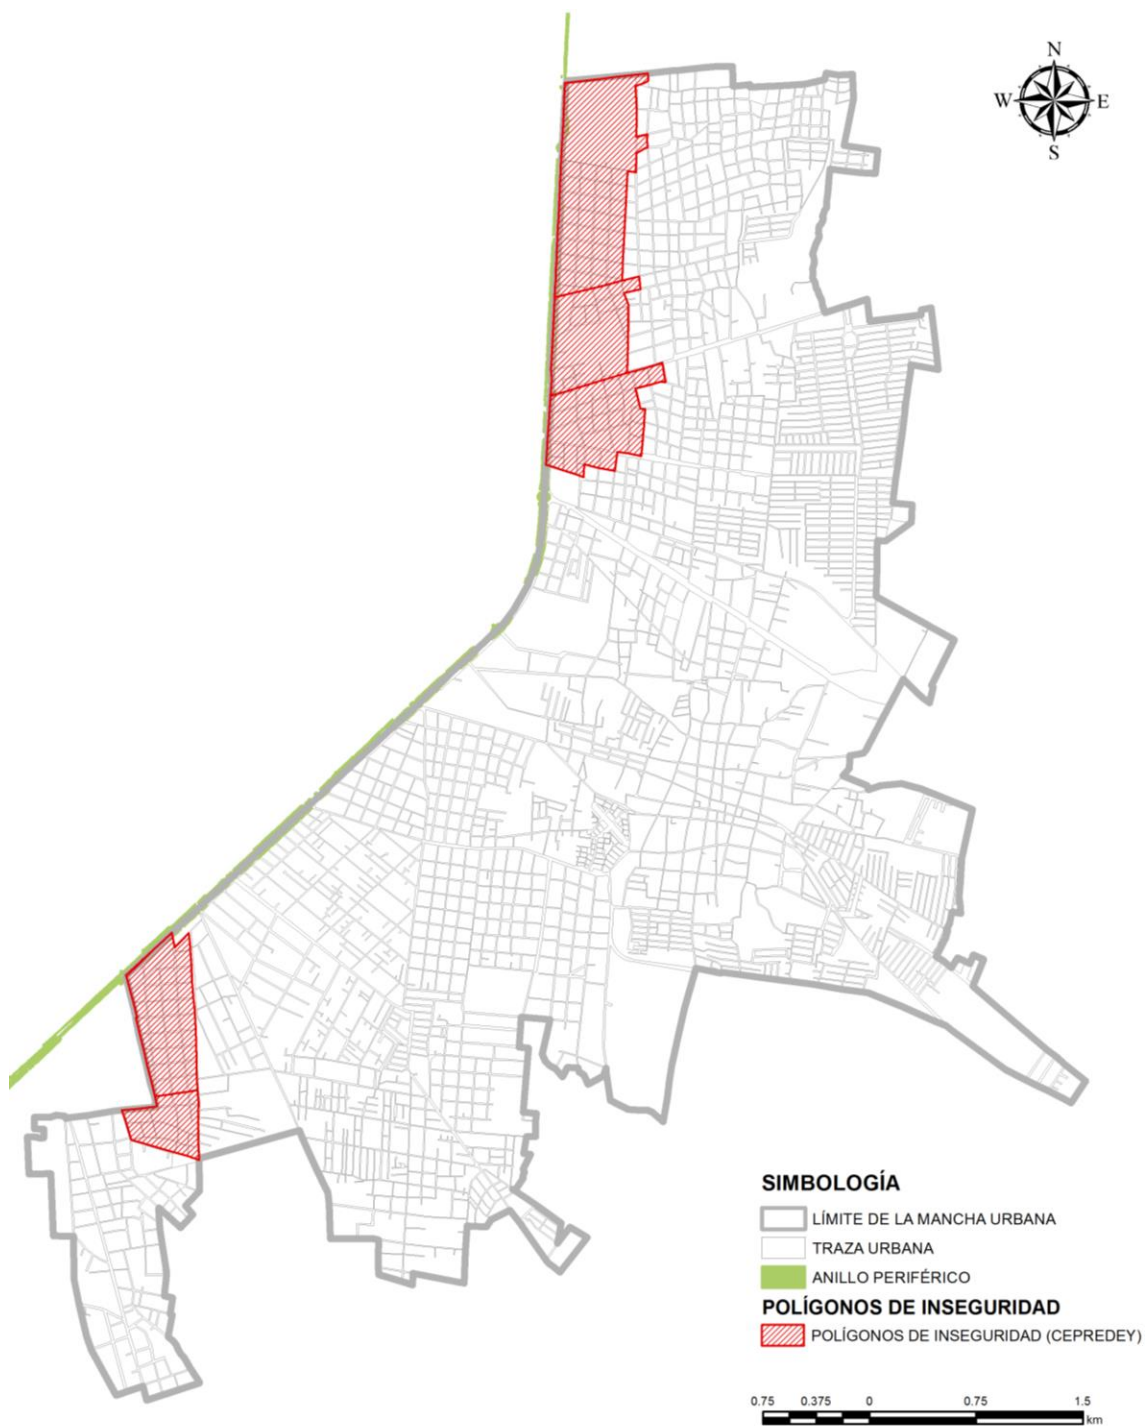 N
W E
S
SIMBOLOGÍA
LÍMITE DE LA MANCHA URBANA
TRAZA URBANA
ANILLO PERIFÉRICO
POLÍGONOS DE INSEGURIDAD
POLÍGONOS DE INSEGURIDAD (CEPREDEY)
0.75 0.375 0 0.75 1.5
km